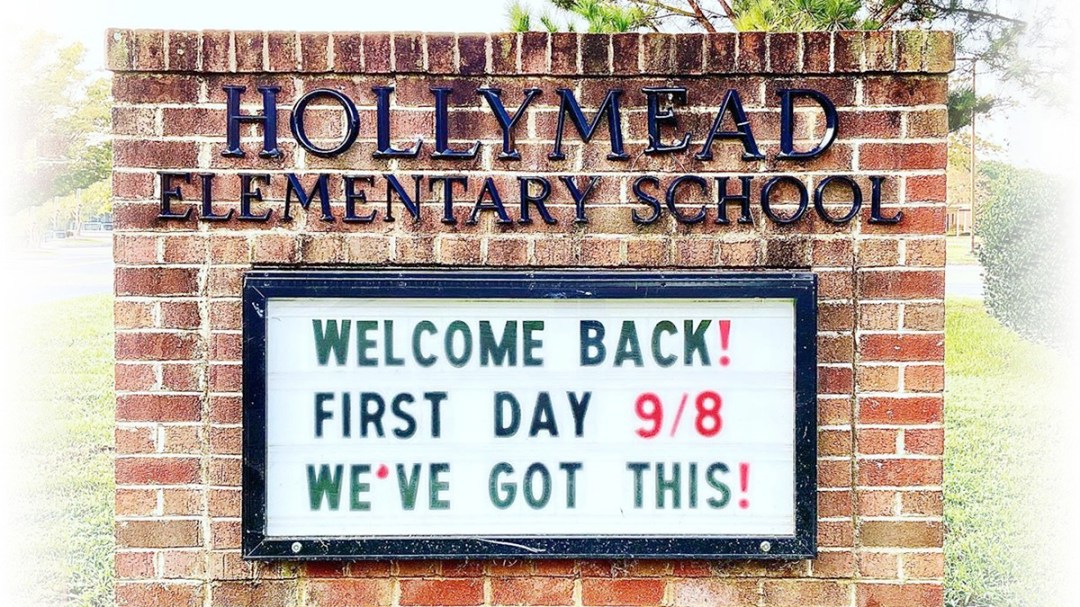 HOLLYMEAD
ELEMENTARY SCHOOL
WELCOME BACK!
FIRST DAY 9/8
WE'VE GOT THIS!